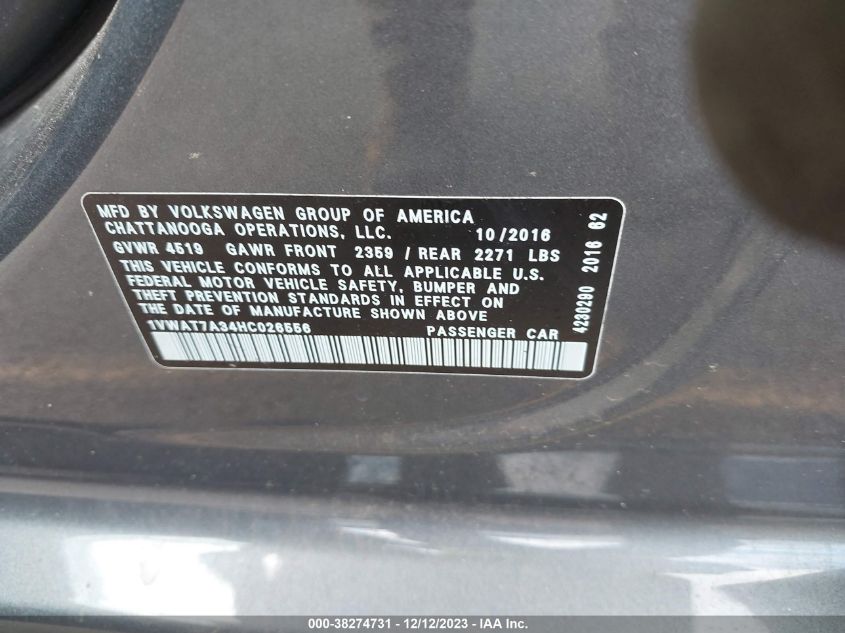 MFD BY VOLKSWAGEN GROUP OF AMERICA
CHATTANOOGA OPERATIONS, LLC. 10/2016
GVWR 4519 GAWR FRONT 2359 / REAR 2271 LBS
THIS VEHICLE CONFORMS TO ALL APPLICABLE U.S.
FEDERAL MOTOR VEHICLE SAFETY, BUMPER AND
THEFT PREVENTION STANDARDS IN EFFECT ON
THE DATE OF MANUFACTURE SHOWN ABOVE
1VWAT7A34HC026556 PASSENGER CAR
4230290 2016 62
000-38274731 - 12/12/2023 - IAA Inc.